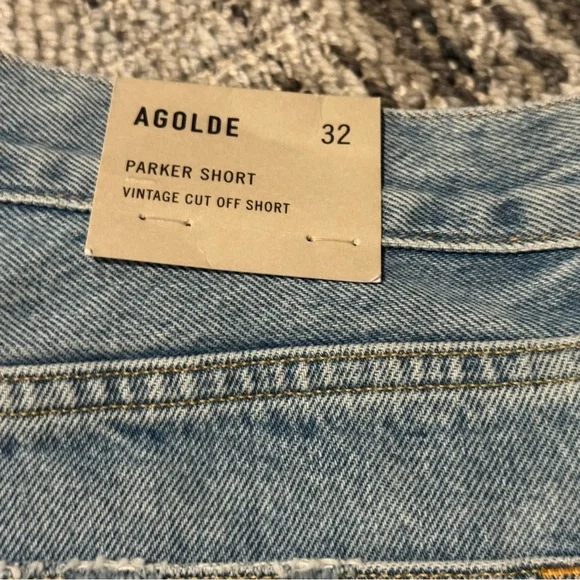 AGOLDE 32
PARKER SHORT
VINTAGE CUT OFF SHORT